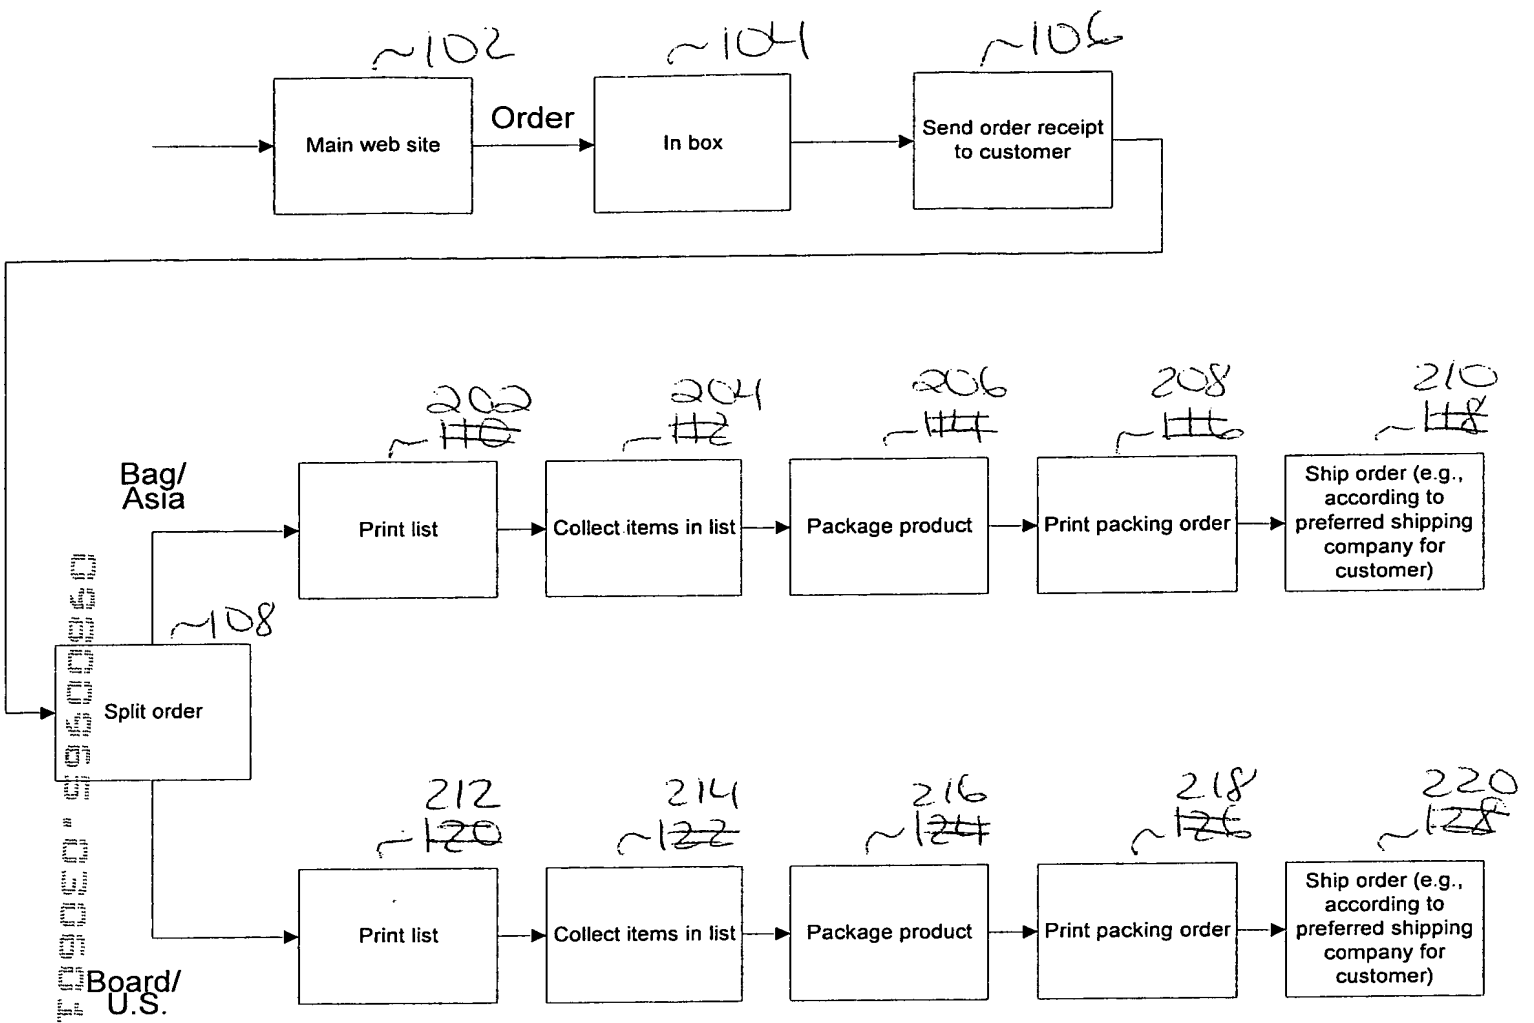 ~102
~104
~106
Main web site
Order
In box
Send order receipt
to customer
202
~110
204
~112
206
~114
208
~116
210
~118
Bag/
Asia
Print list
Collect items in list
Package product
Print packing order
Ship order (e.g.,
according to
preferred shipping
company for
customer)
~108
Split order
212
~120
214
~122
216
~124
218
~126
220
~128
Board/
U.S.
Print list
Collect items in list
Package product
Print packing order
Ship order (e.g.,
according to
preferred shipping
company for
customer)